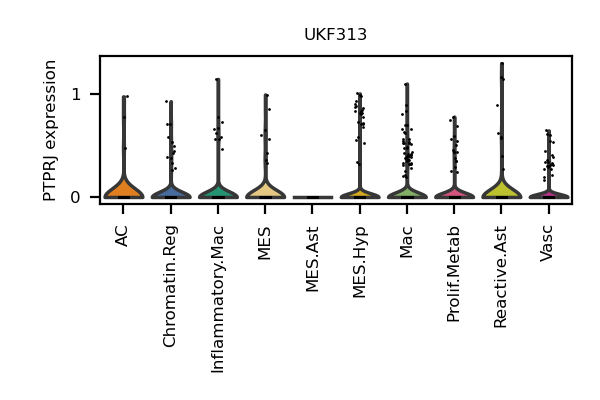 UKF313
PTPRJ expression
1
0
AC
Chromatin.Reg
Inflammatory.Mac
MES
MES.Ast
MES.Hyp
Mac
Prolif.Metab
Reactive.Ast
Vasc